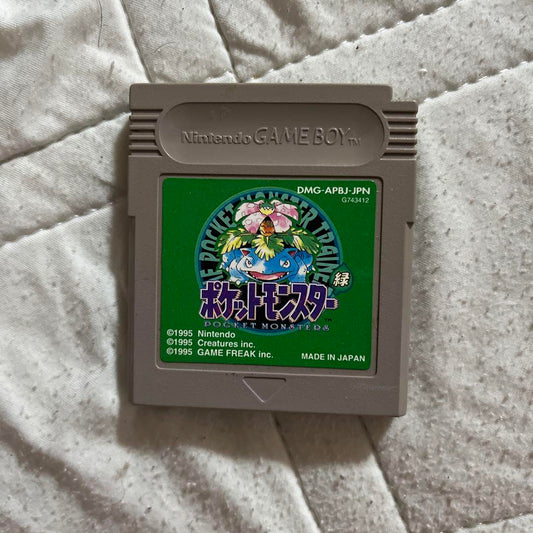 Nintendo GAME BOY TM
DMG-APBJ-JPN
G743412
THE POCKET MONSTER TRAINER
ポケットモンスター 緑
POCKET MONSTERS
©1995 Nintendo
©1995 Creatures inc.
©1995 GAME FREAK inc.
MADE IN JAPAN